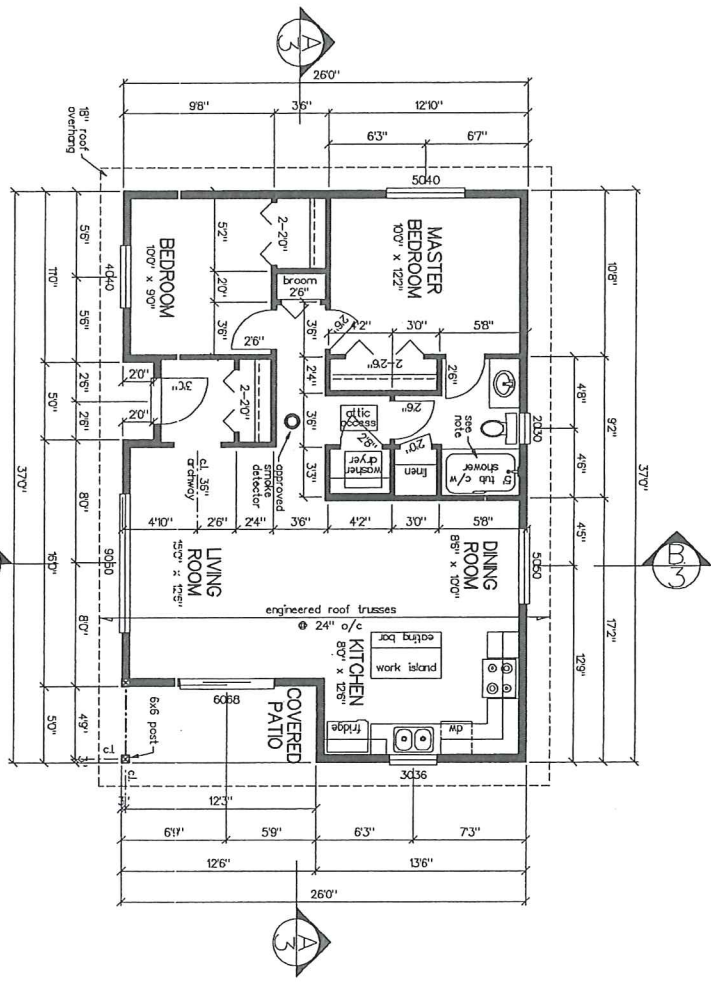 A
3
26'0"
9'8"
3'6"
12'10"
6'3"
6'7"
18" roof
overhang
5040
5'6"
5'6"
11'0"
4040
BEDROOM
10'0" x 9'0"
5'2"
2'0"
3'6"
2-2'0"
broom
2'6"
MASTER
BEDROOM
10'0" x 12'2"
2'6"
3'6"
2'6"
4'2"
3'0"
5'8"
10'8"
2'4"
2-2'6"
2'6"
2'6"
2'6"
5'0"
2'0"
2'0"
3'0"
2-2'0"
3'6"
attic
access
2'6"
see
note
2030
4'8"
9'2"
4'6"
37'0"
37'0"
approved
smoke
detector
3'3"
2'8"
washer
dryer
2'0"
linen
5' tub c/w
shower
c.l. 36"
archway
4'10"
2'6"
2'4"
3'6"
4'2"
3'0"
5'8"
8'0"
8'0"
16'0"
9050
LIVING
ROOM
15'0" x 12'6"
DINING
ROOM
8'6" x 10'0"
5050
4'5"
12'9"
17'2"
B
3
engineered roof trusses
@ 24" o/c
KITCHEN
8'0" x 12'6"
eating bar
work island
6068
COVERED
PATIO
6x6 post
4'9"
5'0"
c.l.
c.l.
fridge
dw
3036
12'3"
6'9"
5'9"
6'3"
7'3"
12'6"
13'6"
26'0"
A
3